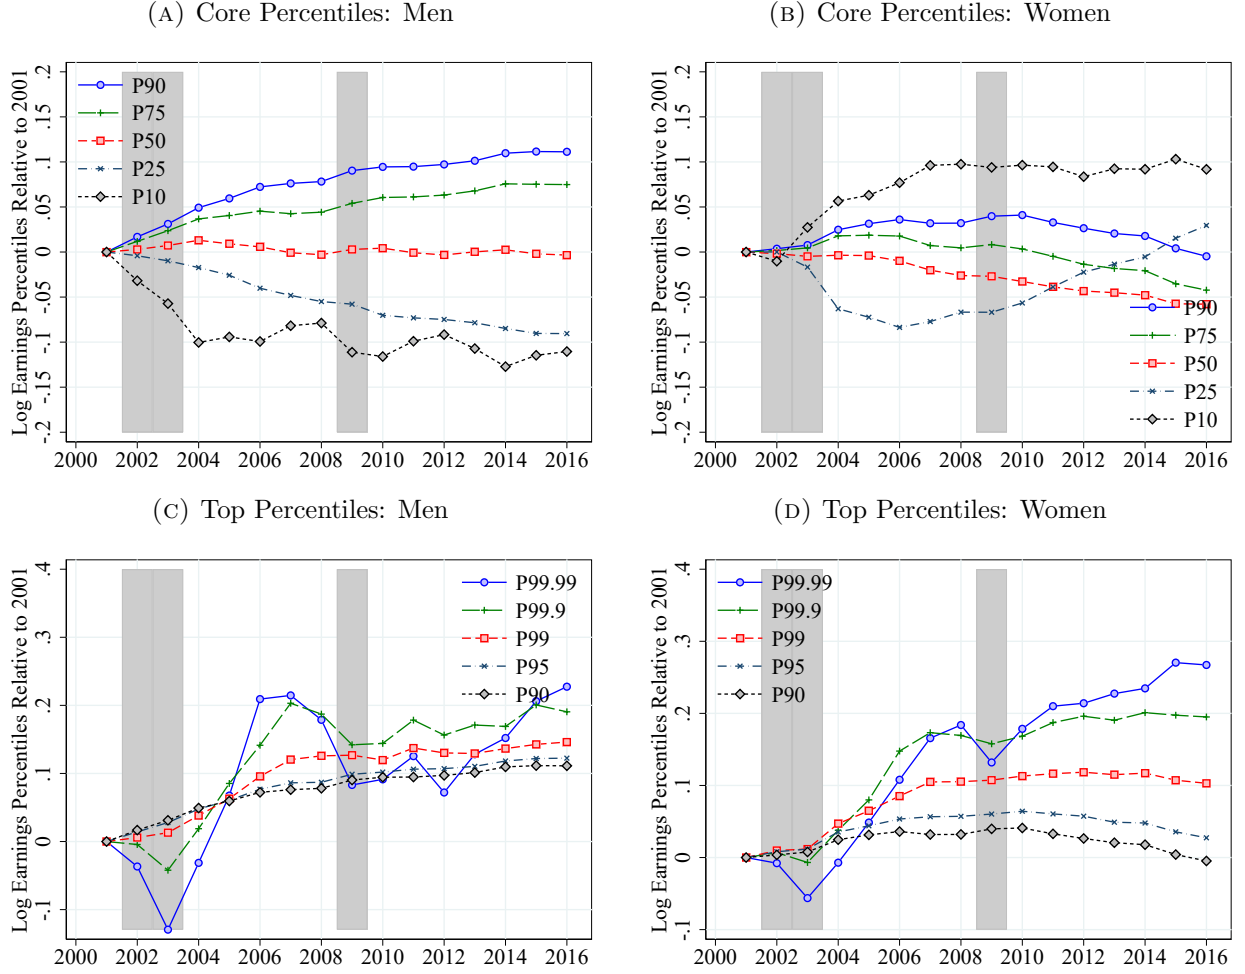 (A) Core Percentiles: Men
Log Earnings Percentiles Relative to 2001
.2
.15
.1
.05
0
-.05
-.1
-.15
-.2
P90
P75
P50
P25
P10
2000 2002 2004 2006 2008 2010 2012 2014 2016
(B) Core Percentiles: Women
Log Earnings Percentiles Relative to 2001
.2
.15
.1
.05
0
-.05
-.1
-.15
-.2
P90
P75
P50
P25
P10
2000 2002 2004 2006 2008 2010 2012 2014 2016
(C) Top Percentiles: Men
Log Earnings Percentiles Relative to 2001
.4
.3
.2
.1
0
-.1
P99.99
P99.9
P99
P95
P90
2000 2002 2004 2006 2008 2010 2012 2014 2016
(D) Top Percentiles: Women
Log Earnings Percentiles Relative to 2001
.4
.3
.2
.1
0
-.1
P99.99
P99.9
P99
P95
P90
2000 2002 2004 2006 2008 2010 2012 2014 2016